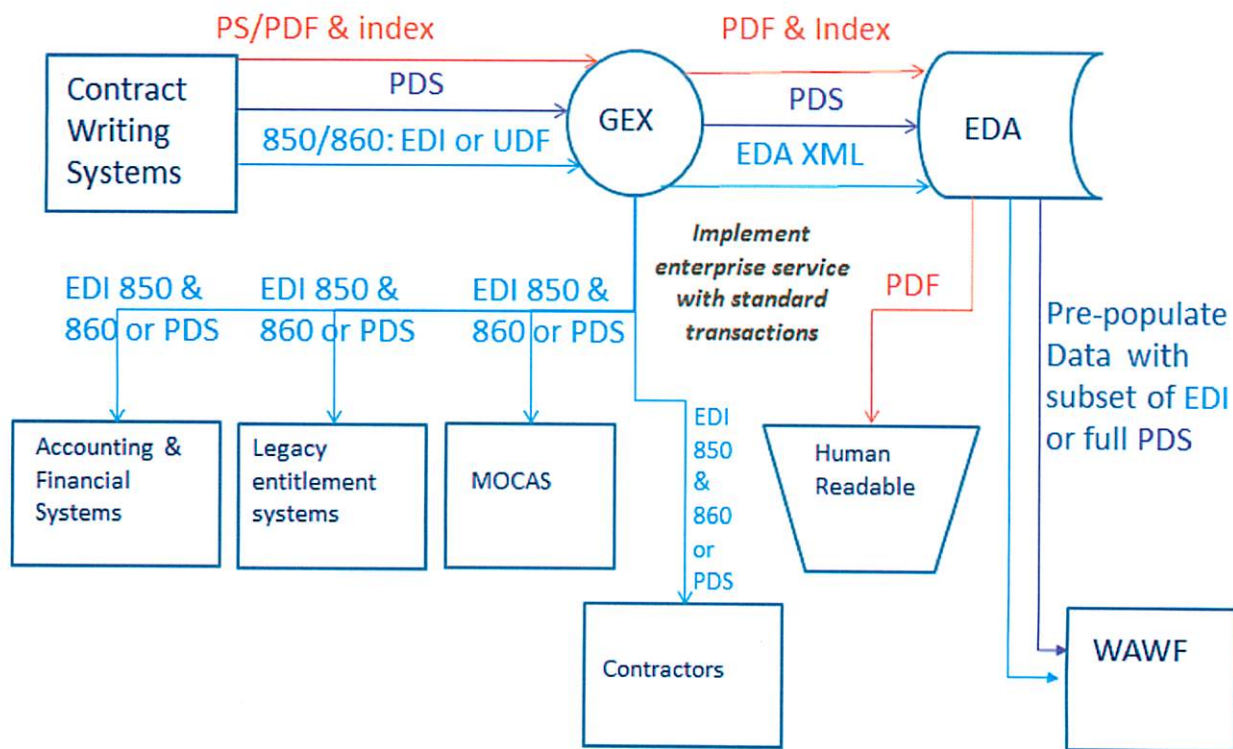 PS/PDF & index
PDF & Index
Contract
Writing
Systems
PDS
GEX
PDS
EDA
850/860: EDI or UDF
EDA XML
Implement
enterprise service
with standard
transactions
EDI 850 &
860 or PDS
EDI 850 &
860 or PDS
EDI 850 &
860 or PDS
PDF
Pre-populate
Data with
subset of EDI
or full PDS
Accounting &
Financial
Systems
Legacy
entitlement
systems
MOCAS
EDI
850
&
860
or
PDS
Human
Readable
Contractors
WAWF